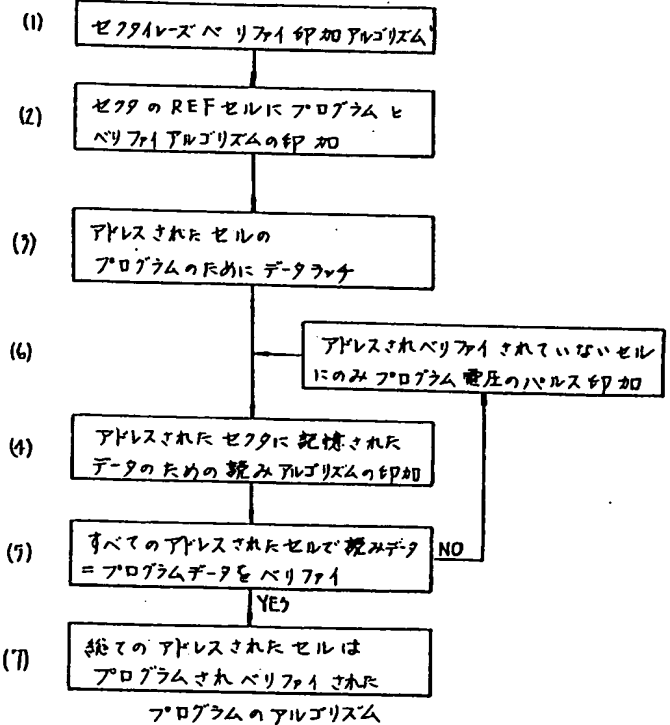 (1)
セクタイレーズベリファイ印加アルゴリズム
(2)
セクタのREFセルにプログラムと
ベリファイアルゴリズムの印加
(3)
アドレスされたセルの
プログラムのためにデータラッチ
(6)
アドレスされベリファイされていないセル
にのみプログラム電圧のパルス印加
(4)
アドレスされたセクタに記憶された
データのための読みアルゴリズムの印加
(5)
すべてのアドレスされたセルで読みデータ
=プログラムデータをベリファイ
NO
YES
(7)
総てのアドレスされたセルは
プログラムされベリファイされた
プログラムのアルゴリズム